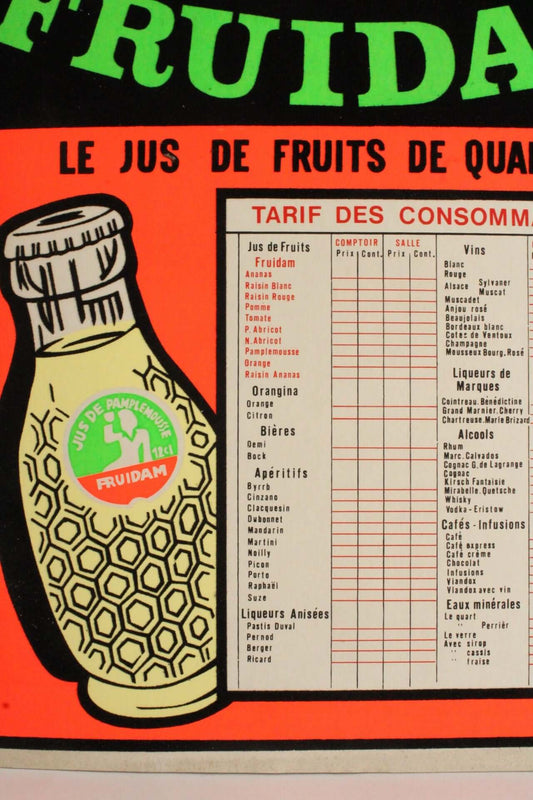 FRUIDA
LE JUS DE FRUITS DE QUA
TARIF DES CONSOMMA
JUS DE PAMPLEMOUSSE
12cl
FRUIDAM
COMPTOIR SALLE
Prix Cont. Prix Cont.
Jus de Fruits
Fruidam
Ananas
Raisin Blanc
Raisin Rouge
Pomme
Tomate
P. Abricot
N. Abricot
Pamplemousse
Orange
Raisin Ananas
Orangina
Orange
Citron
Bières
Demi
Bock
Apéritifs
Byrrh
Cinzano
Clacquesin
Dubonnet
Mandarin
Martini
Noilly
Picon
Porto
Raphaël
Suze
Liqueurs Anisées
Pastis Duval
Pernod
Berger
Ricard
Vins
Blanc
Rouge
Alsace Sylvaner
Muscat
Muscadet
Anjou rosé
Beaujolais
Bordeaux blanc
Cotes de Ventoux
Champagne
Mousseux Bourg. Rosé
Liqueurs de
Marques
Cointreau. Bénédictine
Grand Marnier. Cherry
Chartreuse. Marie Brizard
Alcools
Rhum
Marc. Calvados
Cognac G. de Lagrange
Cognac
Kirsch Fantaisie
Mirabelle. Quetsche
Whisky
Vodka - Eristow
Cafés - Infusions
Café
Café express
Café crème
Chocolat
Infusions
Viandox
Viandox avec vin
Eaux minérales
Le quart
" Perrier
Le verre
Avec sirop
" cassis
" fraise